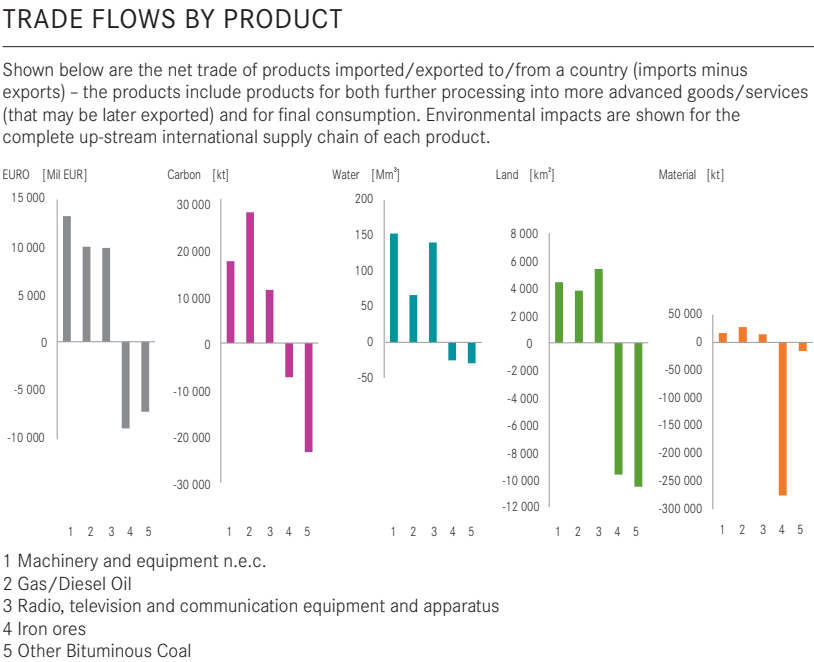 TRADE FLOWS BY PRODUCT
Shown below are the net trade of products imported/exported to/from a country (imports minus
exports) – the products include products for both further processing into more advanced goods/services
(that may be later exported) and for final consumption. Environmental impacts are shown for the
complete up-stream international supply chain of each product.
EURO [Mil EUR]
15 000
10 000
5 000
0
-5 000
-10 000
1 2 3 4 5
Carbon [kt]
30 000
20 000
10 000
0
-10 000
-20 000
-30 000
1 2 3 4 5
Water [Mm³]
200
150
100
50
0
-50
1 2 3 4 5
Land [km²]
8 000
6 000
4 000
2 000
0
-2 000
-4 000
-6 000
-8 000
-10 000
-12 000
1 2 3 4 5
Material [kt]
50 000
0
-50 000
-100 000
-150 000
-200 000
-250 000
-300 000
1 2 3 4 5
1 Machinery and equipment n.e.c.
2 Gas/Diesel Oil
3 Radio, television and communication equipment and apparatus
4 Iron ores
5 Other Bituminous Coal